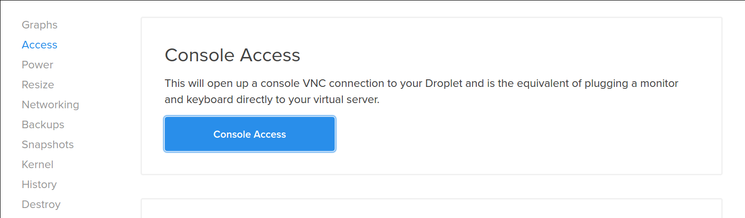 Graphs
Access
Power
Resize
Networking
Backups
Snapshots
Kernel
History
Destroy
Console Access
This will open up a console VNC connection to your Droplet and is the equivalent of plugging a monitor
and keyboard directly to your virtual server.
Console Access